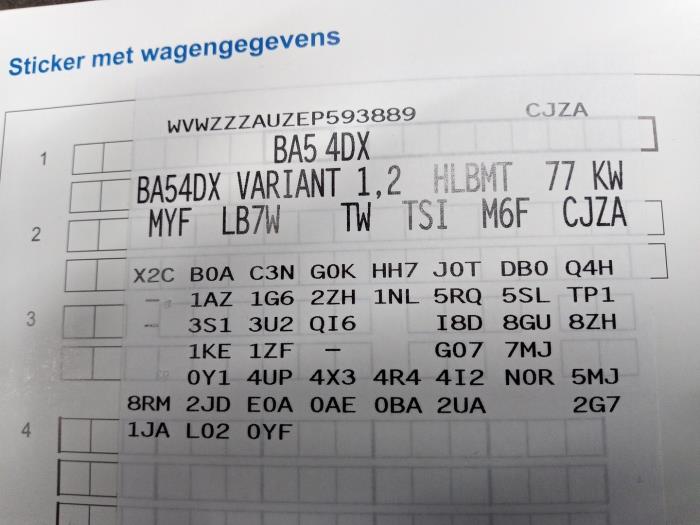 Sticker met wagengegevens
WVWZZZAUZEP593889 CJZA
1 BA5 4DX
BA54DX VARIANT 1,2 HLBMT 77 KW
2 MYF LB7W TW TSI M6F CJZA
X2C B0A C3N G0K HH7 J0T DB0 Q4H
- 1AZ 1G6 2ZH 1NL 5RQ 5SL TP1
3 - 3S1 3U2 QI6 I8D 8GU 8ZH
1KE 1ZF - G07 7MJ
0Y1 4UP 4X3 4R4 4I2 N0R 5MJ
8RM 2JD E0A 0AE 0BA 2UA 2G7
4 1JA L02 0YF